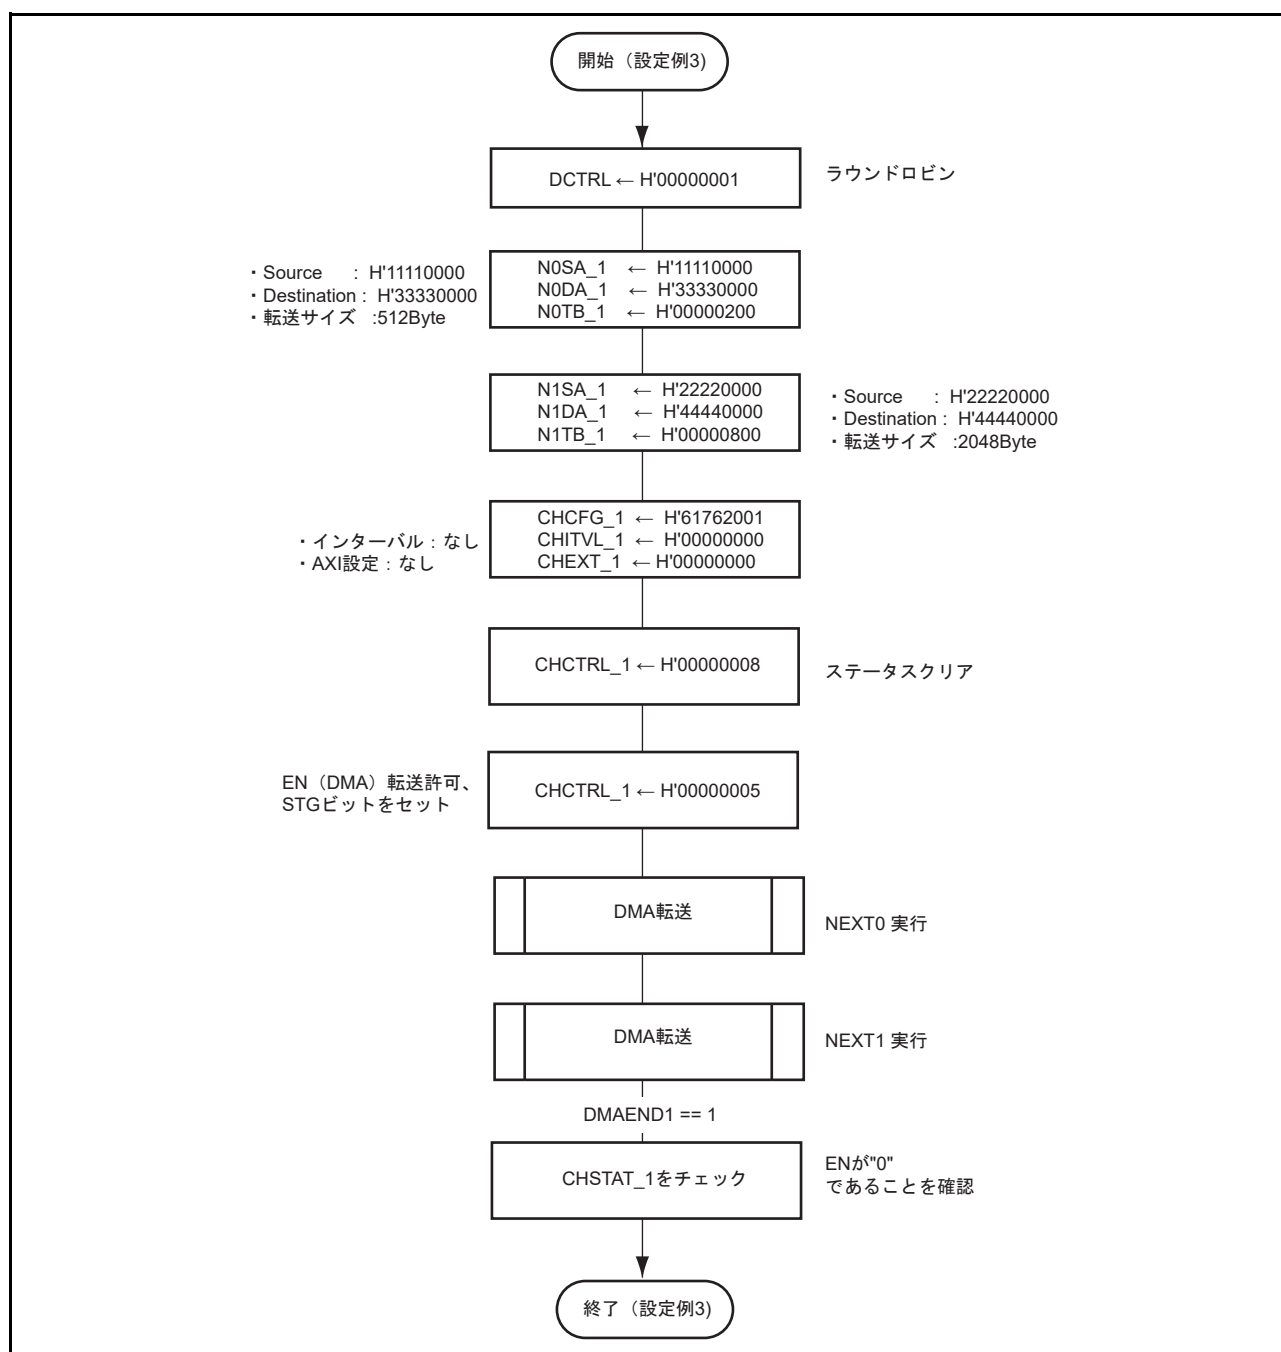 開始（設定例3)
DCTRL ← H'00000001
ラウンドロビン
・Source : H'11110000
・Destination : H'33330000
・転送サイズ :512Byte
N0SA_1 ← H'11110000
N0DA_1 ← H'33330000
N0TB_1 ← H'00000200
N1SA_1 ← H'22220000
N1DA_1 ← H'44440000
N1TB_1 ← H'00000800
・Source : H'22220000
・Destination : H'44440000
・転送サイズ :2048Byte
・インターバル：なし
・AXI設定：なし
CHCFG_1 ← H'61762001
CHITVL_1 ← H'00000000
CHEXT_1 ← H'00000000
CHCTRL_1 ← H'00000008
ステータスクリア
EN（DMA）転送許可、
STGビットをセット
CHCTRL_1 ← H'00000005
DMA転送
NEXT0 実行
DMA転送
NEXT1 実行
DMAEND1 == 1
CHSTAT_1をチェック
ENが"0"
であることを確認
終了（設定例3)